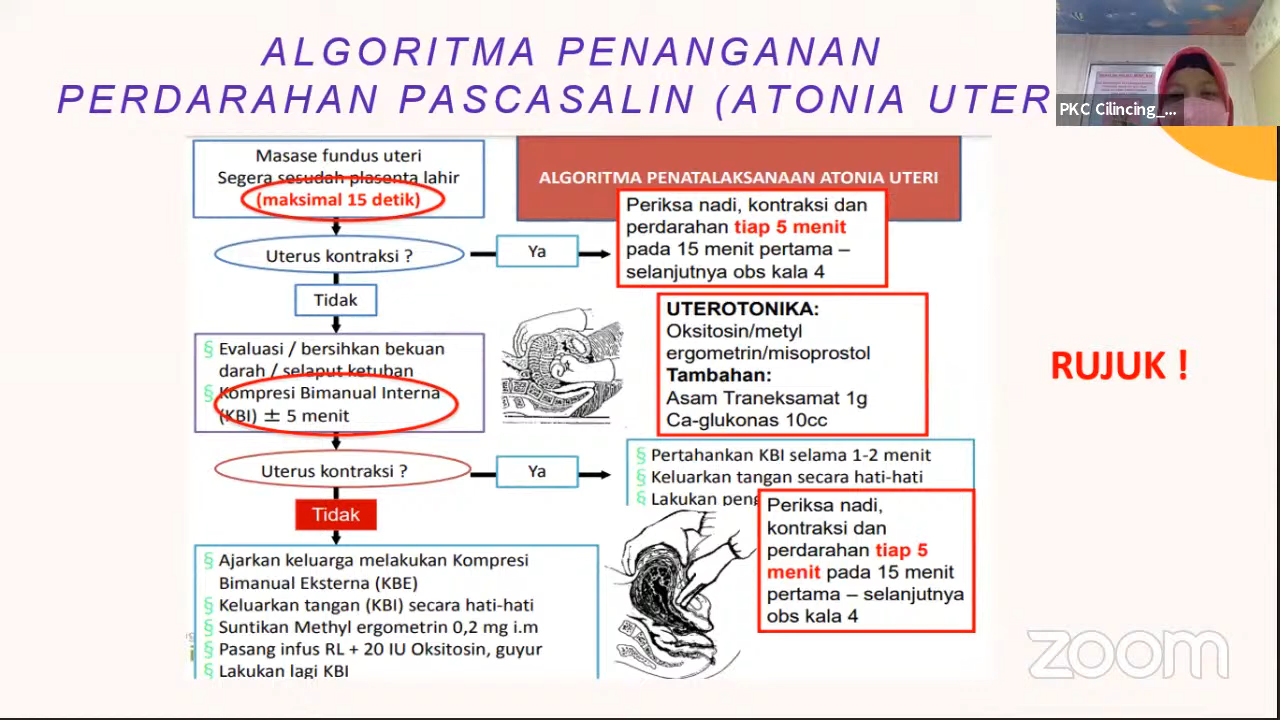 ALGORITMA PENANGANAN
PERDARAHAN PASCASALIN (ATONIA UTER
PKC Cilincing_...
Masase fundus uteri
Segera sesudah plasenta lahir
(maksimal 15 detik)
ALGORITMA PENATALAKSANAAN ATONIA UTERI
Periksa nadi, kontraksi dan
perdarahan tiap 5 menit
pada 15 menit pertama –
selanjutnya obs kala 4
Uterus kontraksi ?
Ya
Tidak
§ Evaluasi / bersihkan bekuan
darah / selaput ketuban
§ Kompresi Bimanual Interna
(KBI) ± 5 menit
UTEROTONIKA:
Oksitosin/metyl
ergometrin/misoprostol
Tambahan:
Asam Traneksamat 1g
Ca-glukonas 10cc
RUJUK !
Uterus kontraksi ?
Ya
§ Pertahankan KBI selama 1-2 menit
§ Keluarkan tangan secara hati-hati
§ Lakukan
Periksa nadi,
kontraksi dan
perdarahan tiap 5
menit pada 15 menit
pertama – selanjutnya
obs kala 4
Tidak
§ Ajarkan keluarga melakukan Kompresi
Bimanual Eksterna (KBE)
§ Keluarkan tangan (KBI) secara hati-hati
§ Suntikan Methyl ergometrin 0,2 mg i.m
§ Pasang infus RL + 20 IU Oksitosin, guyur
§ Lakukan lagi KBI
zoom